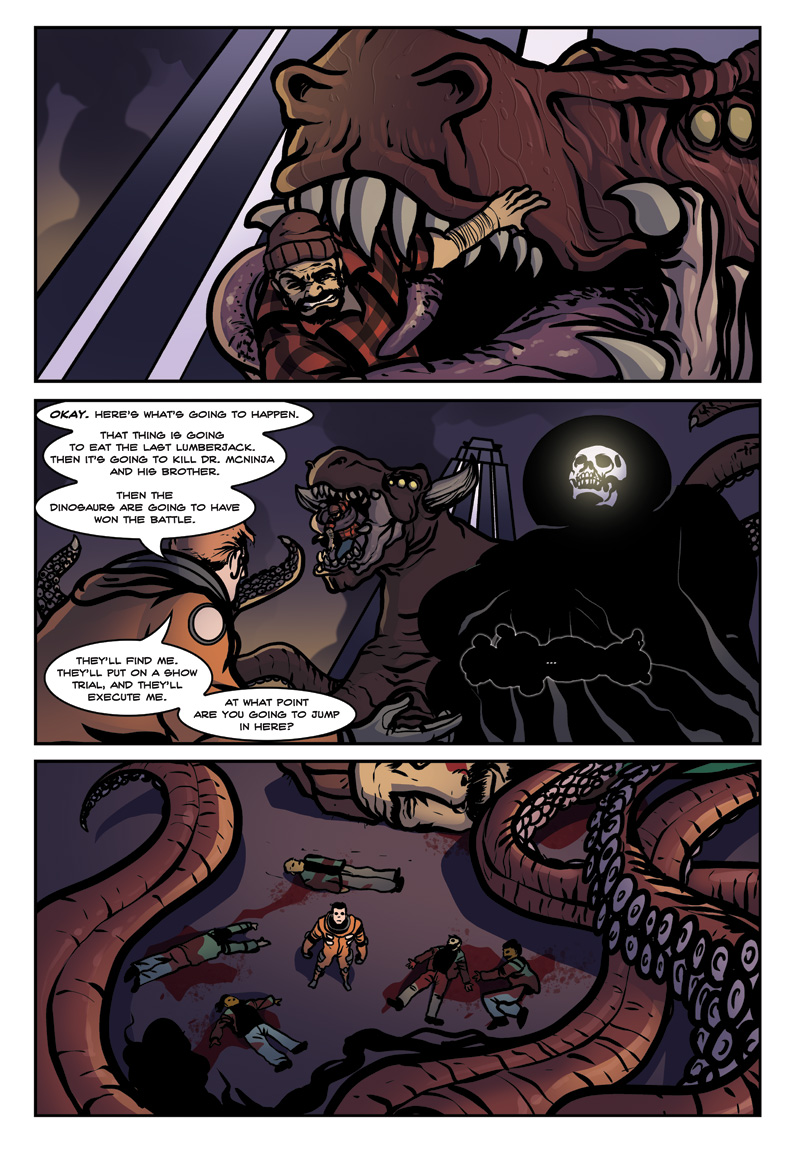 OKAY. HERE'S WHAT'S GOING TO HAPPEN.
THAT THING IS GOING
TO EAT THE LAST LUMBERJACK.
THEN IT'S GOING TO KILL DR. MCNINJA
AND HIS BROTHER.
THEN THE
DINOSAURS ARE GOING TO HAVE
WON THE BATTLE.
...
THEY'LL FIND ME.
THEY'LL PUT ON A SHOW
TRIAL, AND THEY'LL
EXECUTE ME.
AT WHAT POINT
ARE YOU GOING TO JUMP
IN HERE?